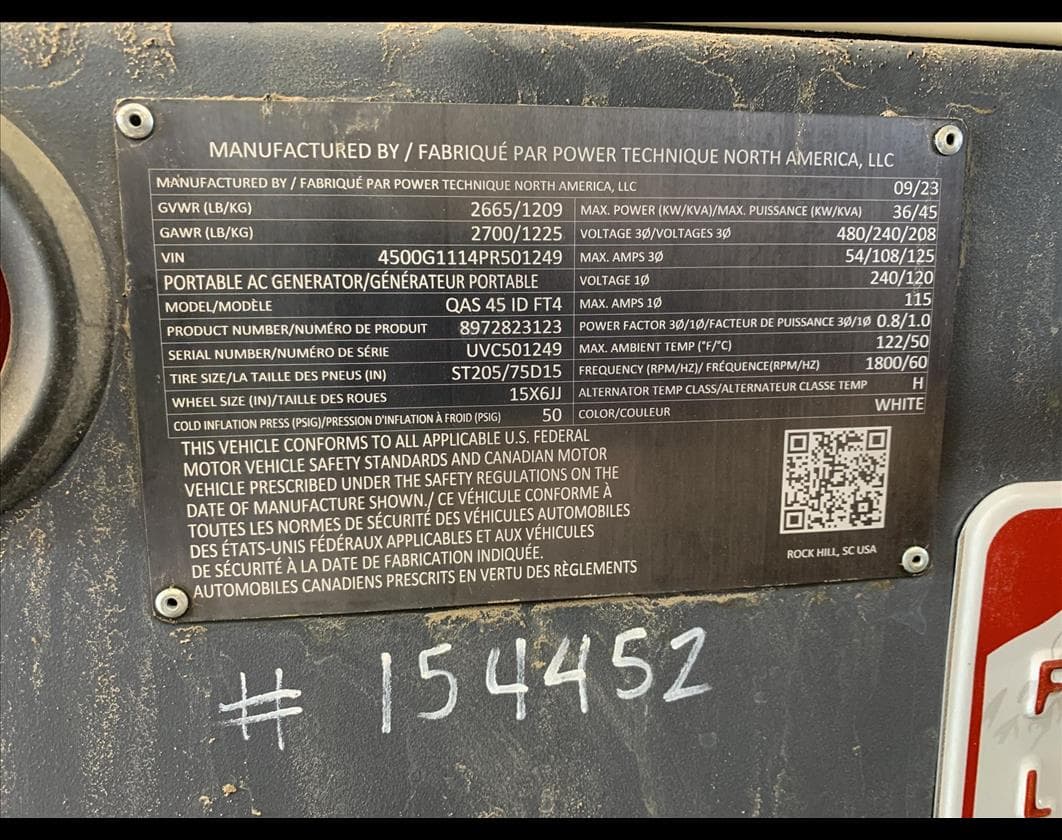 MANUFACTURED BY / FABRIQUÉ PAR POWER TECHNIQUE NORTH AMERICA, LLC
MANUFACTURED BY / FABRIQUÉ PAR POWER TECHNIQUE NORTH AMERICA, LLC 09/23
GVWR (LB/KG) 2665/1209 MAX. POWER (KW/KVA)/MAX. PUISSANCE (KW/KVA) 36/45
GAWR (LB/KG) 2700/1225 VOLTAGE 3Ø/VOLTAGES 3Ø 480/240/208
VIN 4500G1114PR501249 MAX. AMPS 3Ø 54/108/125
PORTABLE AC GENERATOR/GÉNÉRATEUR PORTABLE VOLTAGE 1Ø 240/120
MODEL/MODÈLE QAS 45 ID FT4 MAX. AMPS 1Ø 115
PRODUCT NUMBER/NUMÉRO DE PRODUIT 8972823123 POWER FACTOR 3Ø/1Ø/FACTEUR DE PUISSANCE 3Ø/1Ø 0.8/1.0
SERIAL NUMBER/NUMÉRO DE SÉRIE UVC501249 MAX. AMBIENT TEMP (°F/°C) 122/50
TIRE SIZE/LA TAILLE DES PNEUS (IN) ST205/75D15 FREQUENCY (RPM/HZ)/ FRÉQUENCE(RPM/HZ) 1800/60
WHEEL SIZE (IN)/TAILLE DES ROUES 15X6JJ ALTERNATOR TEMP CLASS/ALTERNATEUR CLASSE TEMP H
COLD INFLATION PRESS (PSIG)/PRESSION D'INFLATION À FROID (PSIG) 50 COLOR/COULEUR WHITE
THIS VEHICLE CONFORMS TO ALL APPLICABLE U.S. FEDERAL
MOTOR VEHICLE SAFETY STANDARDS AND CANADIAN MOTOR
VEHICLE PRESCRIBED UNDER THE SAFETY REGULATIONS ON THE
DATE OF MANUFACTURE SHOWN./ CE VÉHICULE CONFORME À
TOUTES LES NORMES DE SÉCURITÉ DES VÉHICULES AUTOMOBILES
DES ÉTATS-UNIS FÉDÉRAUX APPLICABLES ET AUX VÉHICULES
DE SÉCURITÉ À LA DATE DE FABRICATION INDIQUÉE.
AUTOMOBILES CANADIENS PRESCRITS EN VERTU DES RÈGLEMENTS
ROCK HILL, SC USA
# 154452